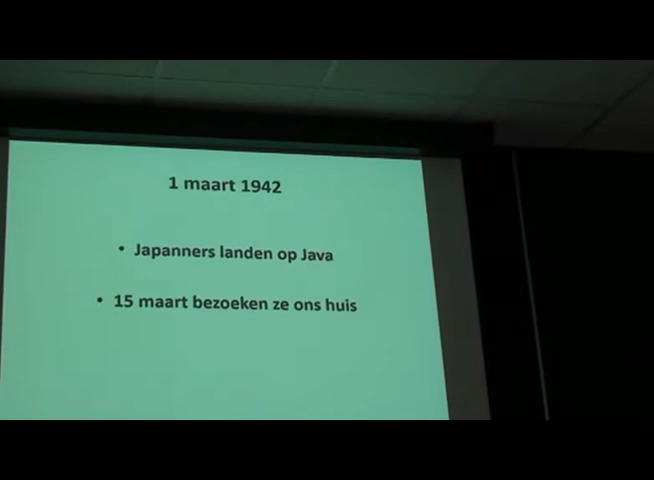 1 maart 1942
• Japanners landen op Java
• 15 maart bezoeken ze ons huis